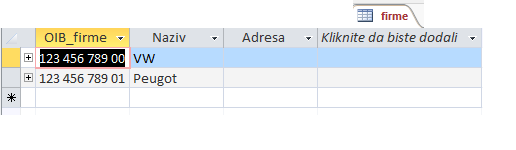 firme
OIB_firme Naziv Adresa Kliknite da biste dodali
123 456 789 00 VW
123 456 789 01 Peugot